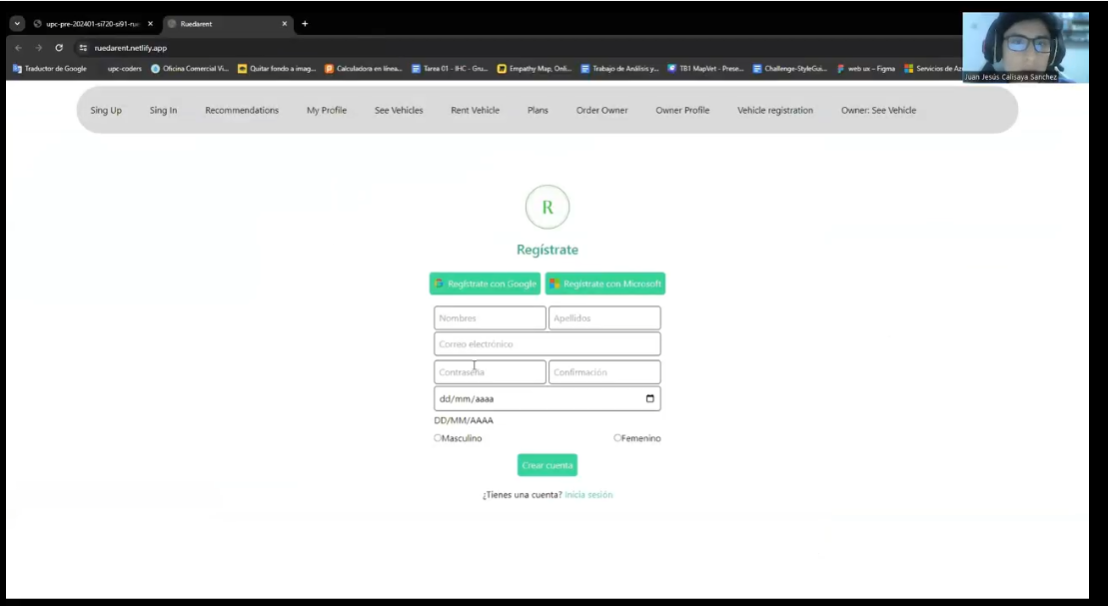 upc-pre-202401-si720-si91-rue
Ruedarent
ruedarent.netlify.app
Traductor de Google
upc-coders
Oficina Comercial Vi...
Quitar fondo a imag...
Calculadora en línea...
Tarea 01 - IHC - Gru...
Empathy Map, Onli...
Trabajo de Análisis y...
TB1 MapVet - Prese...
Challenge-StyleGui...
web ux – Figma
Servicios de Az
Juan Jesús Calisaya Sanchez
Sing Up Sing In Recommendations My Profile See Vehicles Rent Vehicle Plans Order Owner Owner Profile Vehicle registration Owner: See Vehicle
R
Regístrate
Regístrate con Google Regístrate con Microsoft
Nombres Apellidos
Correo electrónico
Contraseña Confirmación
dd/mm/aaaa
DD/MM/AAAA
Masculino Femenino
Crear cuenta
¿Tienes una cuenta? Inicia sesión